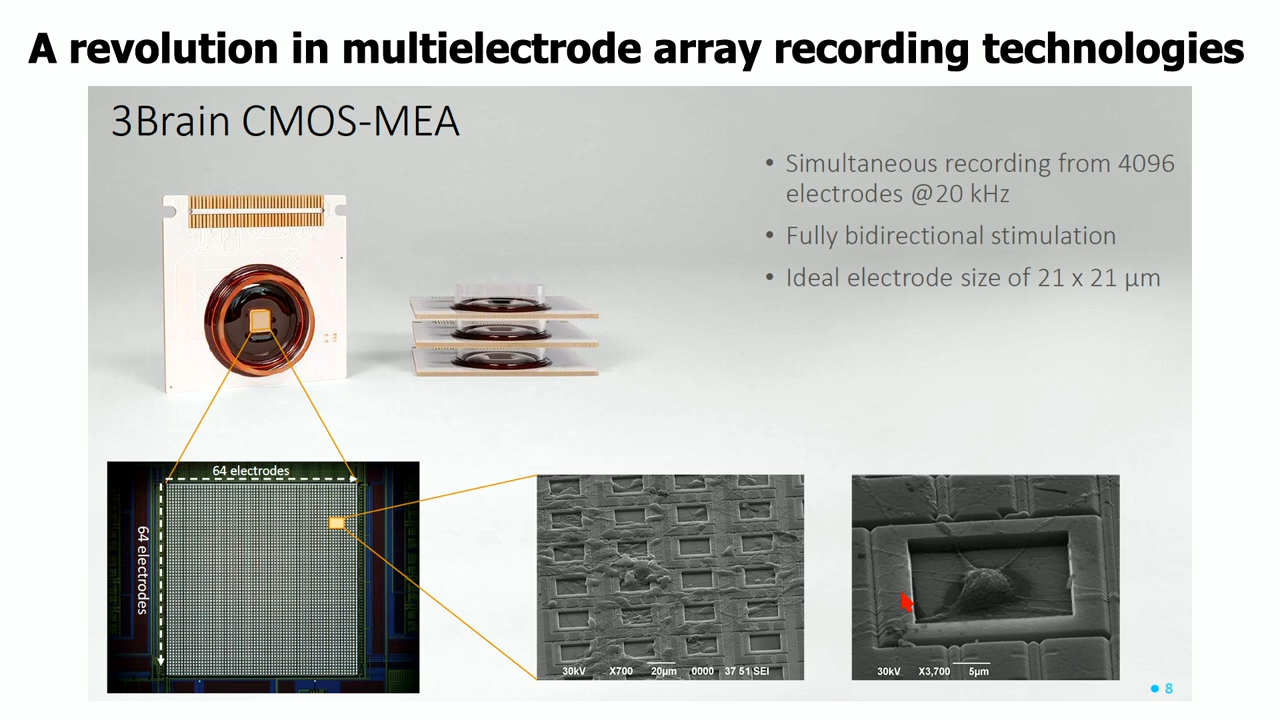 A revolution in multielectrode array recording technologies
3Brain CMOS-MEA
• Simultaneous recording from 4096
electrodes @20 kHz
• Fully bidirectional stimulation
• Ideal electrode size of 21 x 21 µm
64 electrodes
64 electrodes
30kV X700 20µm 0000 37 51 SEI
30kV X3,700 5µm
8